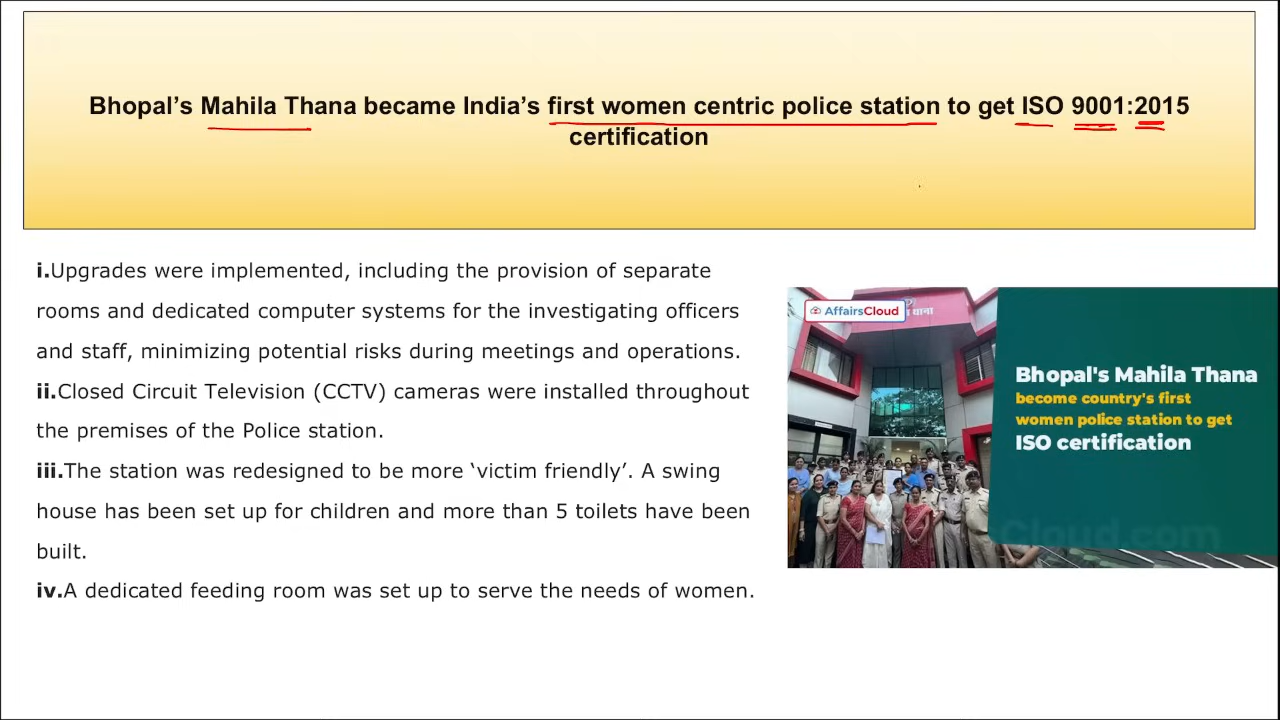 Bhopal’s Mahila Thana became India’s first women centric police station to get ISO 9001:2015
certification
i.Upgrades were implemented, including the provision of separate
rooms and dedicated computer systems for the investigating officers
and staff, minimizing potential risks during meetings and operations.
ii.Closed Circuit Television (CCTV) cameras were installed throughout
the premises of the Police station.
iii.The station was redesigned to be more ‘victim friendly’. A swing
house has been set up for children and more than 5 toilets have been
built.
iv.A dedicated feeding room was set up to serve the needs of women.
AffairsCloud
थाना
Bhopal's Mahila Thana
become country's first
women police station to get
ISO certification
Cloud.com